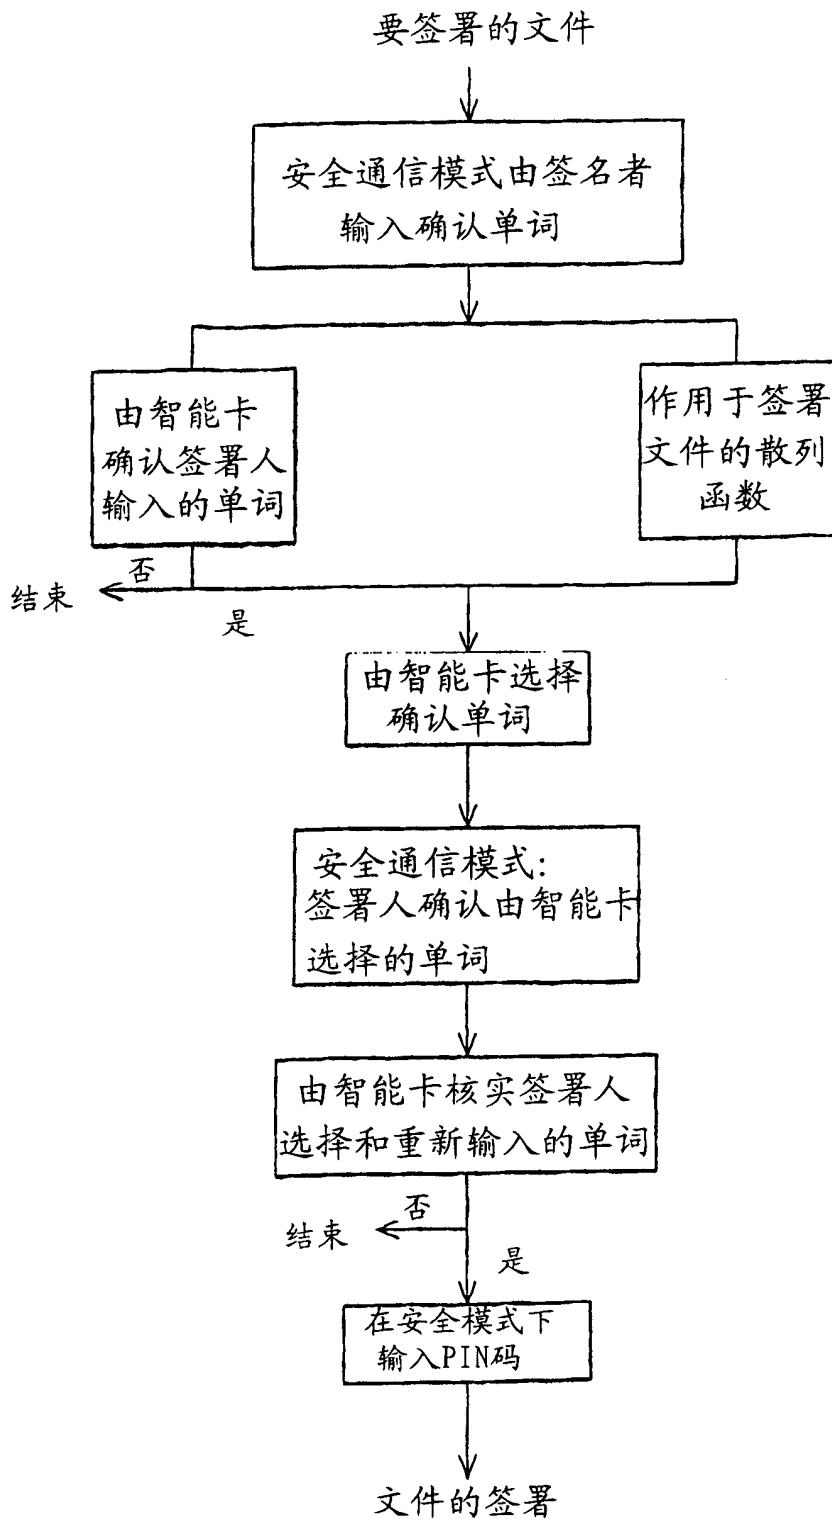 要签署的文件
安全通信模式由签名者
输入确认单词
由智能卡
确认签署人
输入的单词
作用于签署
文件的散列
函数
否
结束
是
由智能卡选择
确认单词
安全通信模式:
签署人确认由智能卡
选择的单词
由智能卡核实签署人
选择和重新输入的单词
否
结束
是
在安全模式下
输入PIN码
文件的签署